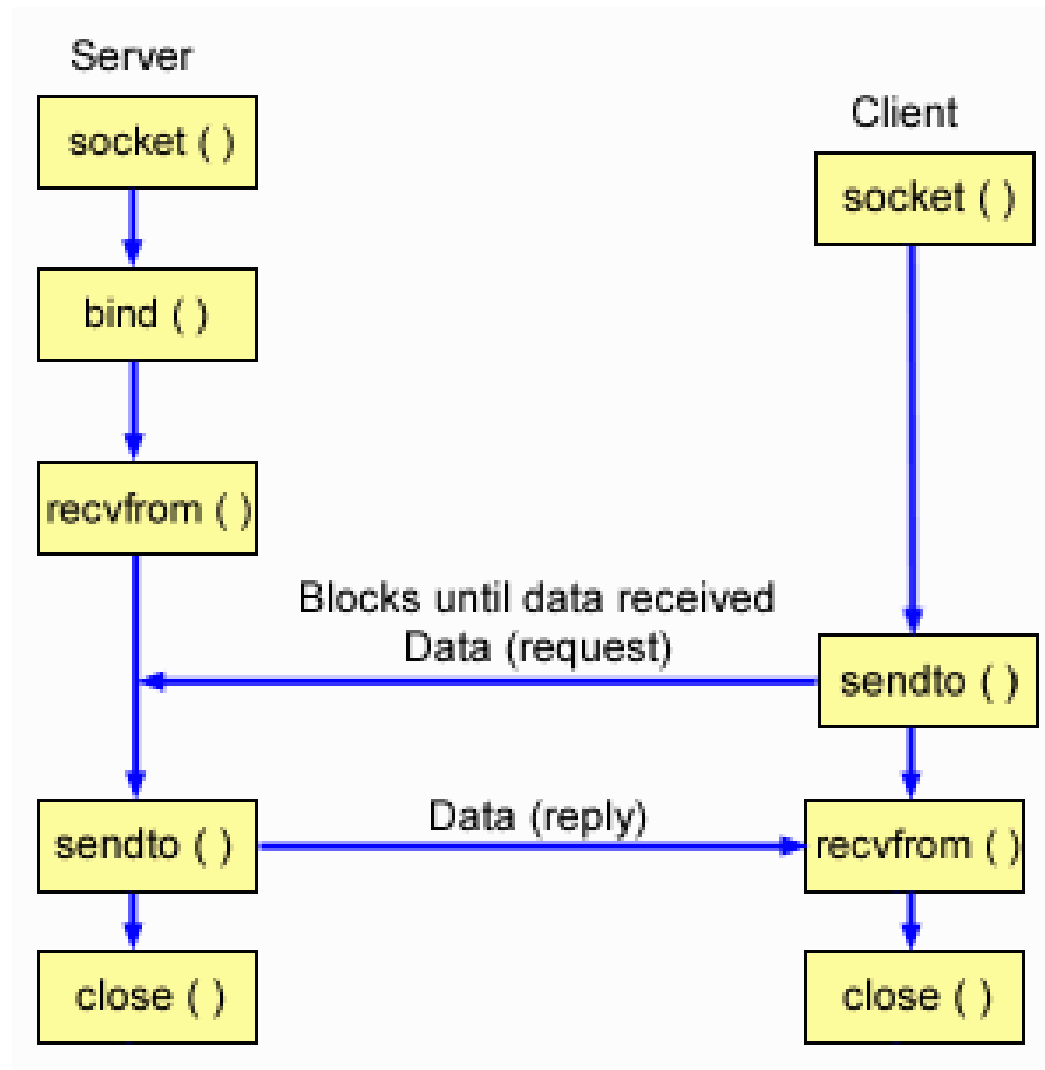 Server
socket ( )
bind ( )
recvfrom ( )
Blocks until data received
Data (request)
sendto ( )
Data (reply)
close ( )
Client
socket ( )
sendto ( )
recvfrom ( )
close ( )